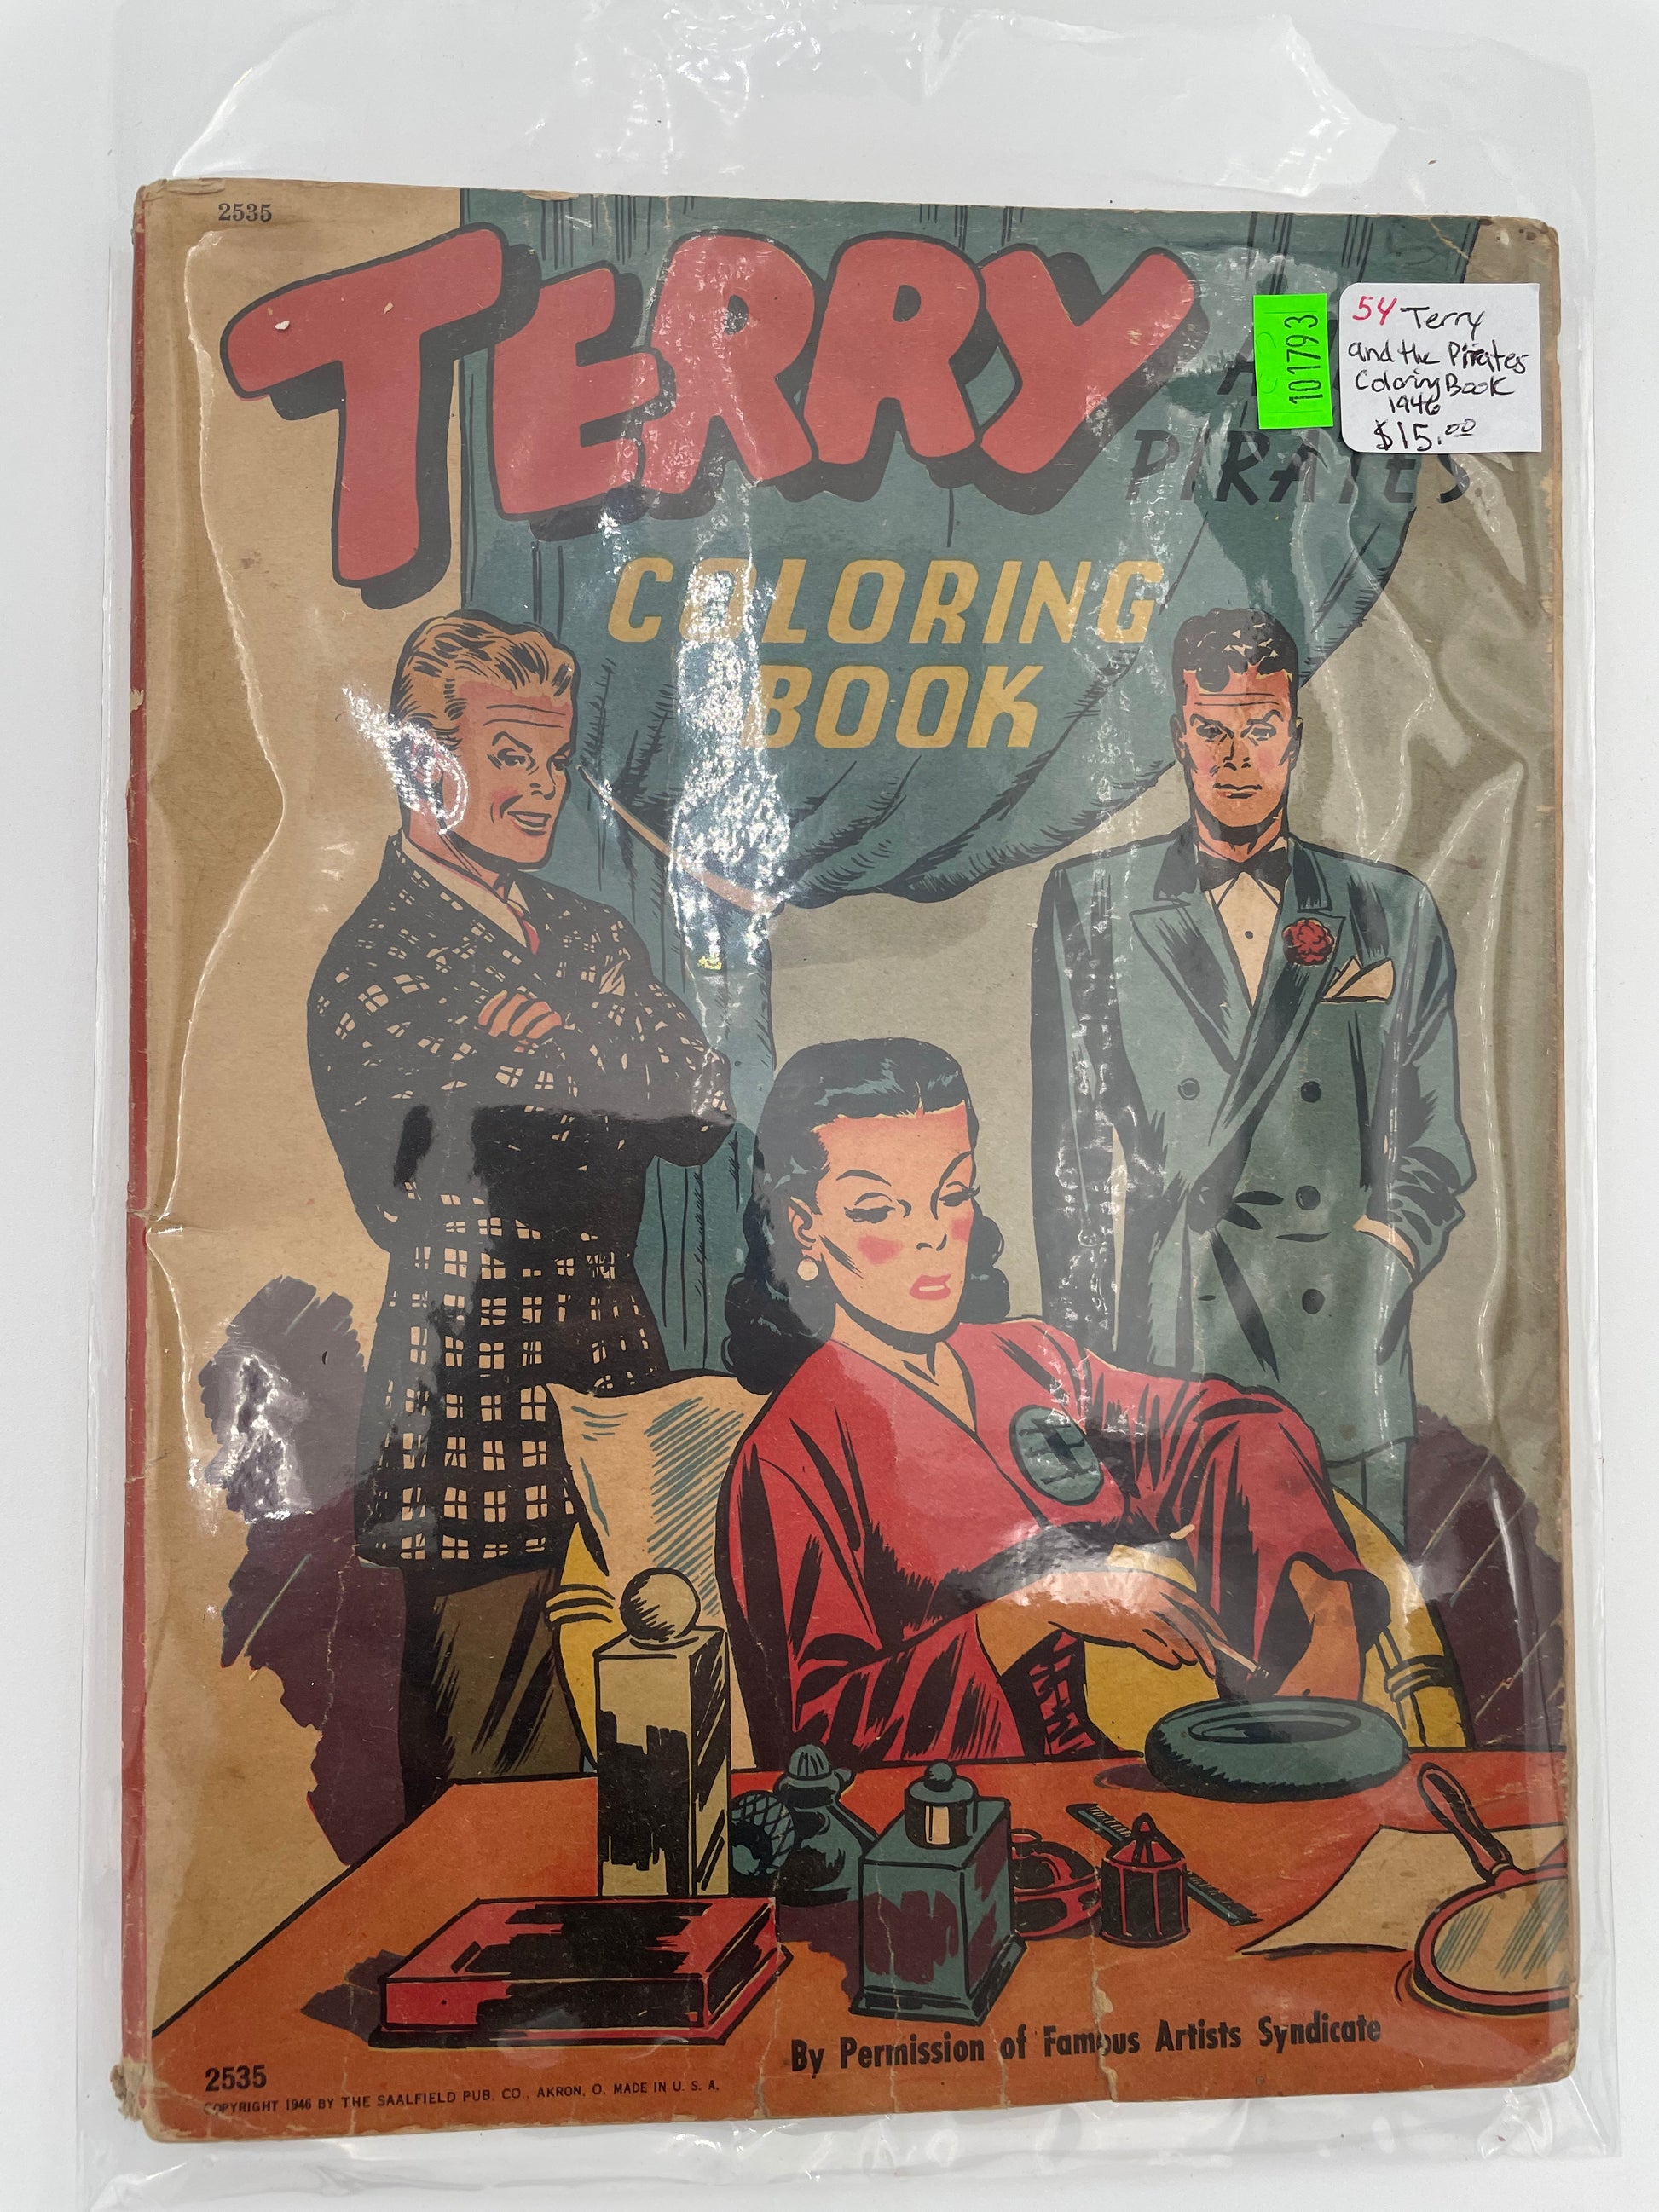 2535
TERRY
PIRATES
COLORING
BOOK
101793
54 Terry
and the Pirates
Coloring Book
1946
$15.00
By Permission of Famous Artists Syndicate
2535
COPYRIGHT 1946 BY THE SAALFIELD PUB. CO., AKRON, O. MADE IN U. S. A.